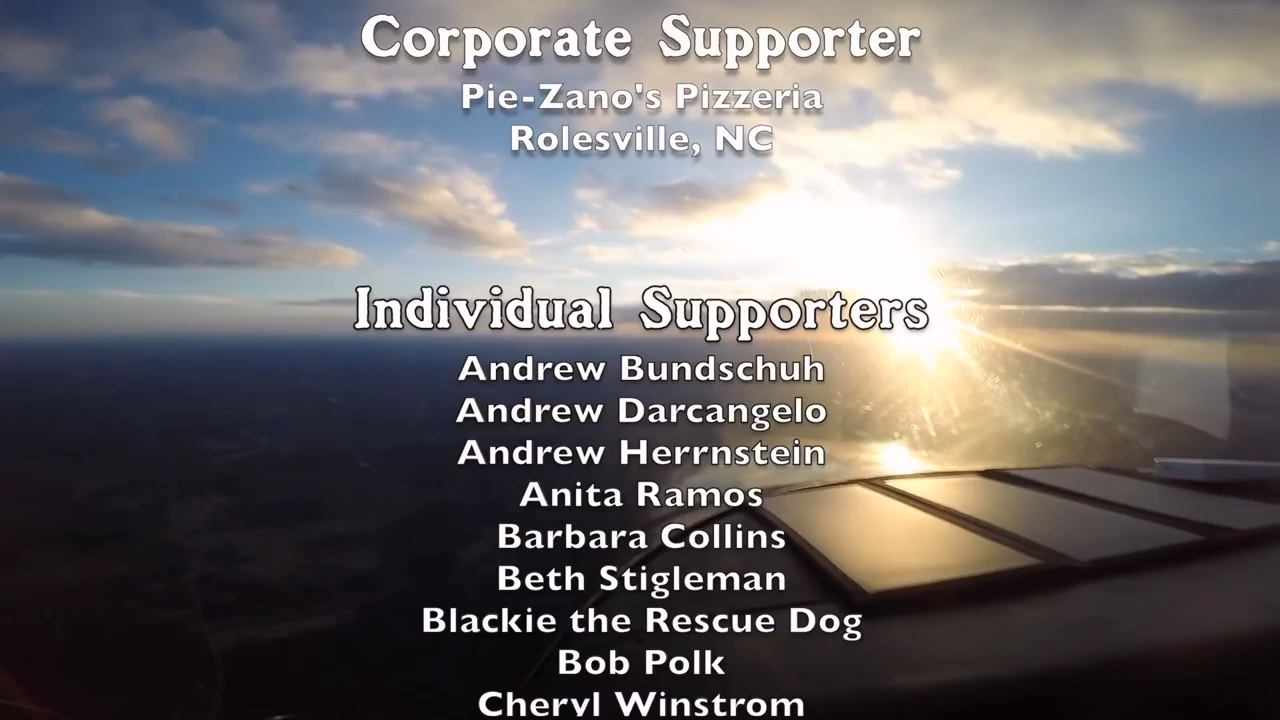 Corporate Supporter
Pie-Zano's Pizzeria
Rolesville, NC
Individual Supporters
Andrew Bundschuh
Andrew Darcangelo
Andrew Herrnstein
Anita Ramos
Barbara Collins
Beth Stigleman
Blackie the Rescue Dog
Bob Polk
Cheryl Winstrom